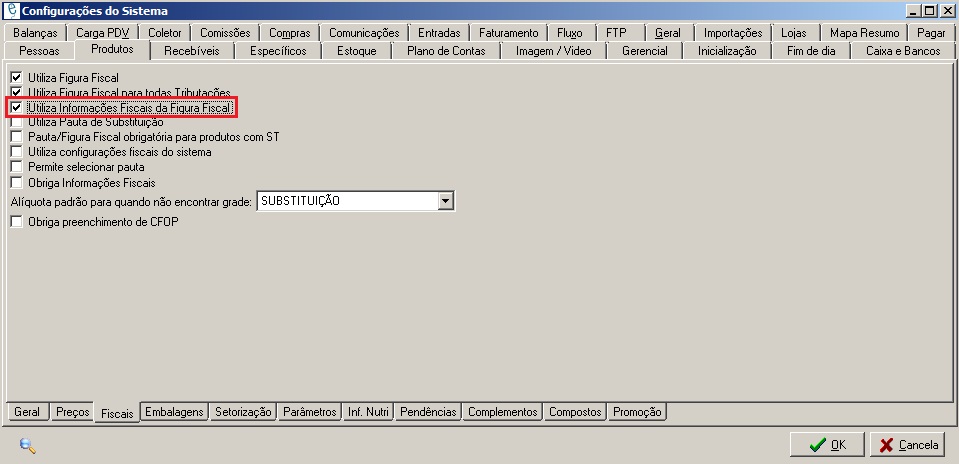 Configurações do Sistema
Balanças Carga PDV Coletor Comissões Compras Comunicações Entradas Faturamento Fluxo FTP Geral Importações Lojas Mapa Resumo Pagar
Pessoas Produtos Recebíveis Específicos Estoque Plano de Contas Imagem / Video Gerencial Inicialização Fim de dia Caixa e Bancos
Utiliza Figura Fiscal
Utiliza Figura Fiscal para todas Tributações
Utiliza Informações Fiscais da Figura Fiscal
Utiliza Pauta de Substituição
Pauta/Figura Fiscal obrigatória para produtos com ST
Utiliza configurações fiscais do sistema
Permite selecionar pauta
Obriga Informações Fiscais
Alíquota padrão para quando não encontrar grade: SUBSTITUIÇÃO
Obriga preenchimento de CFOP
Geral Preços Fiscais Embalagens Setorização Parâmetros Inf. Nutri Pendências Complementos Compostos Promoção
OK Cancela